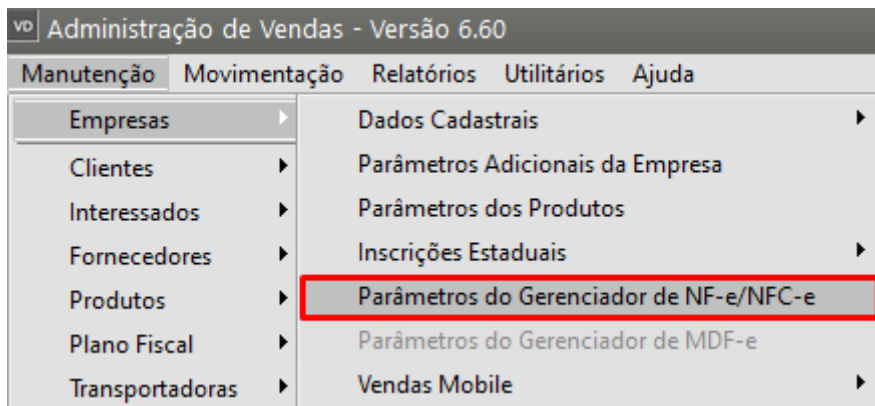 VD Administração de Vendas - Versão 6.60
Manutenção Movimentação Relatórios Utilitários Ajuda
Empresas
Clientes
Interessados
Fornecedores
Produtos
Plano Fiscal
Transportadoras
Dados Cadastrais
Parâmetros Adicionais da Empresa
Parâmetros dos Produtos
Inscrições Estaduais
Parâmetros do Gerenciador de NF-e/NFC-e
Parâmetros do Gerenciador de MDF-e
Vendas Mobile